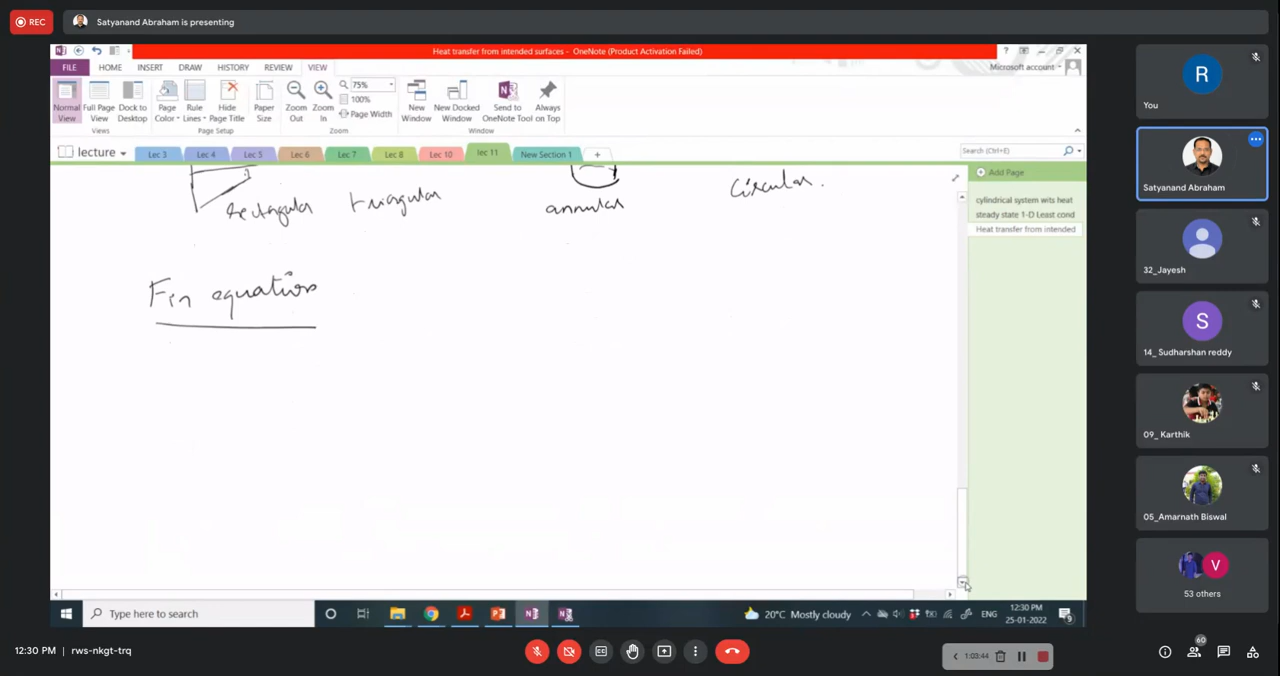 REC
Satyanand Abraham is presenting
Heat transfer from intended surfaces - OneNote (Product Activation Failed)
FILE HOME INSERT DRAW HISTORY REVIEW VIEW
Microsoft account
Normal View
Full Page View
Dock to Desktop
Views
Page Color
Rule Lines
Hide Page Title
Page Setup
Paper Size
Zoom Out
Zoom In
75%
100%
Page Width
Zoom
New Window
New Docked Window
Send to OneNote Tool
Always on Top
Window
lecture
Lec 3 Lec 4 Lec 5 Lec 6 Lec 7 Lec 8 Lec 10 lec 11 New Section 1
Search (Ctrl+E)
Add Page
cylindrical system wits heat
steady state 1-D Least cond
Heat transfer from intended
rectangular triangular annular circular.
Fin equations
Type here to search
20°C Mostly cloudy
ENG
12:30 PM
25-01-2022
9
R
You
Satyanand Abraham
32_Jayesh
S
14_ Sudharshan reddy
09_ Karthik
05_Amarnath Biswal
V
53 others
12:30 PM | rws-nkgt-trq
1:03:44
60